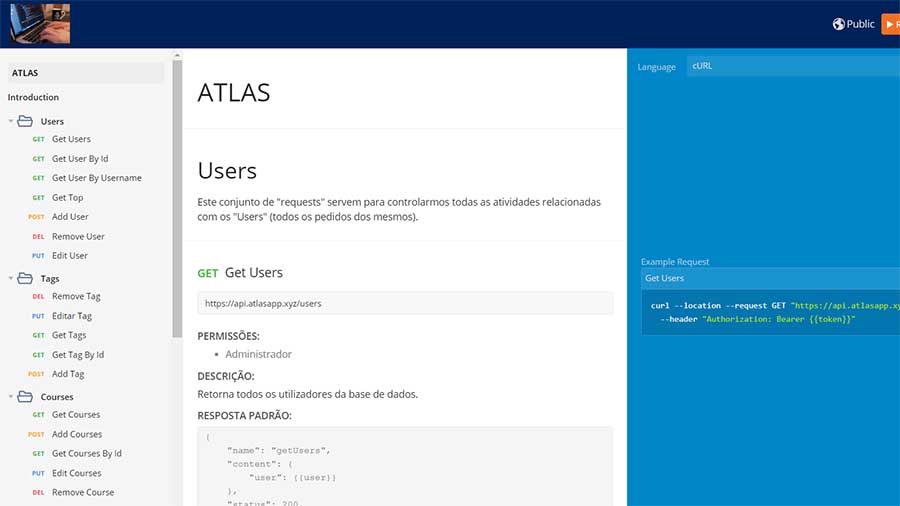 Public
ATLAS
Introduction
Users
GET Get Users
GET Get User By Id
GET Get User By Username
GET Get Top
POST Add User
DEL Remove User
PUT Edit User
Tags
DEL Remove Tag
PUT Editar Tag
GET Get Tags
GET Get Tag By Id
POST Add Tag
Courses
GET Get Courses
POST Add Courses
GET Get Courses By Id
PUT Edit Courses
DEL Remove Course
ATLAS
Users
Este conjunto de "requests" servem para controlarmos todas as atividades relacionadas
com os "Users" (todos os pedidos dos mesmos).
GET Get Users
https://api.atlasapp.xyz/users
PERMISSÕES:
Administrador
DESCRIÇÃO:
Retorna todos os utilizadores da base de dados.
RESPOSTA PADRÃO:
{
"name": "getUsers",
"content": {
"user": {{user}}
},
"status": 200,
Language cURL
Example Request
Get Users
curl --location --request GET "https://api.atlasapp.xy
--header "Authorization: Bearer {{token}}"